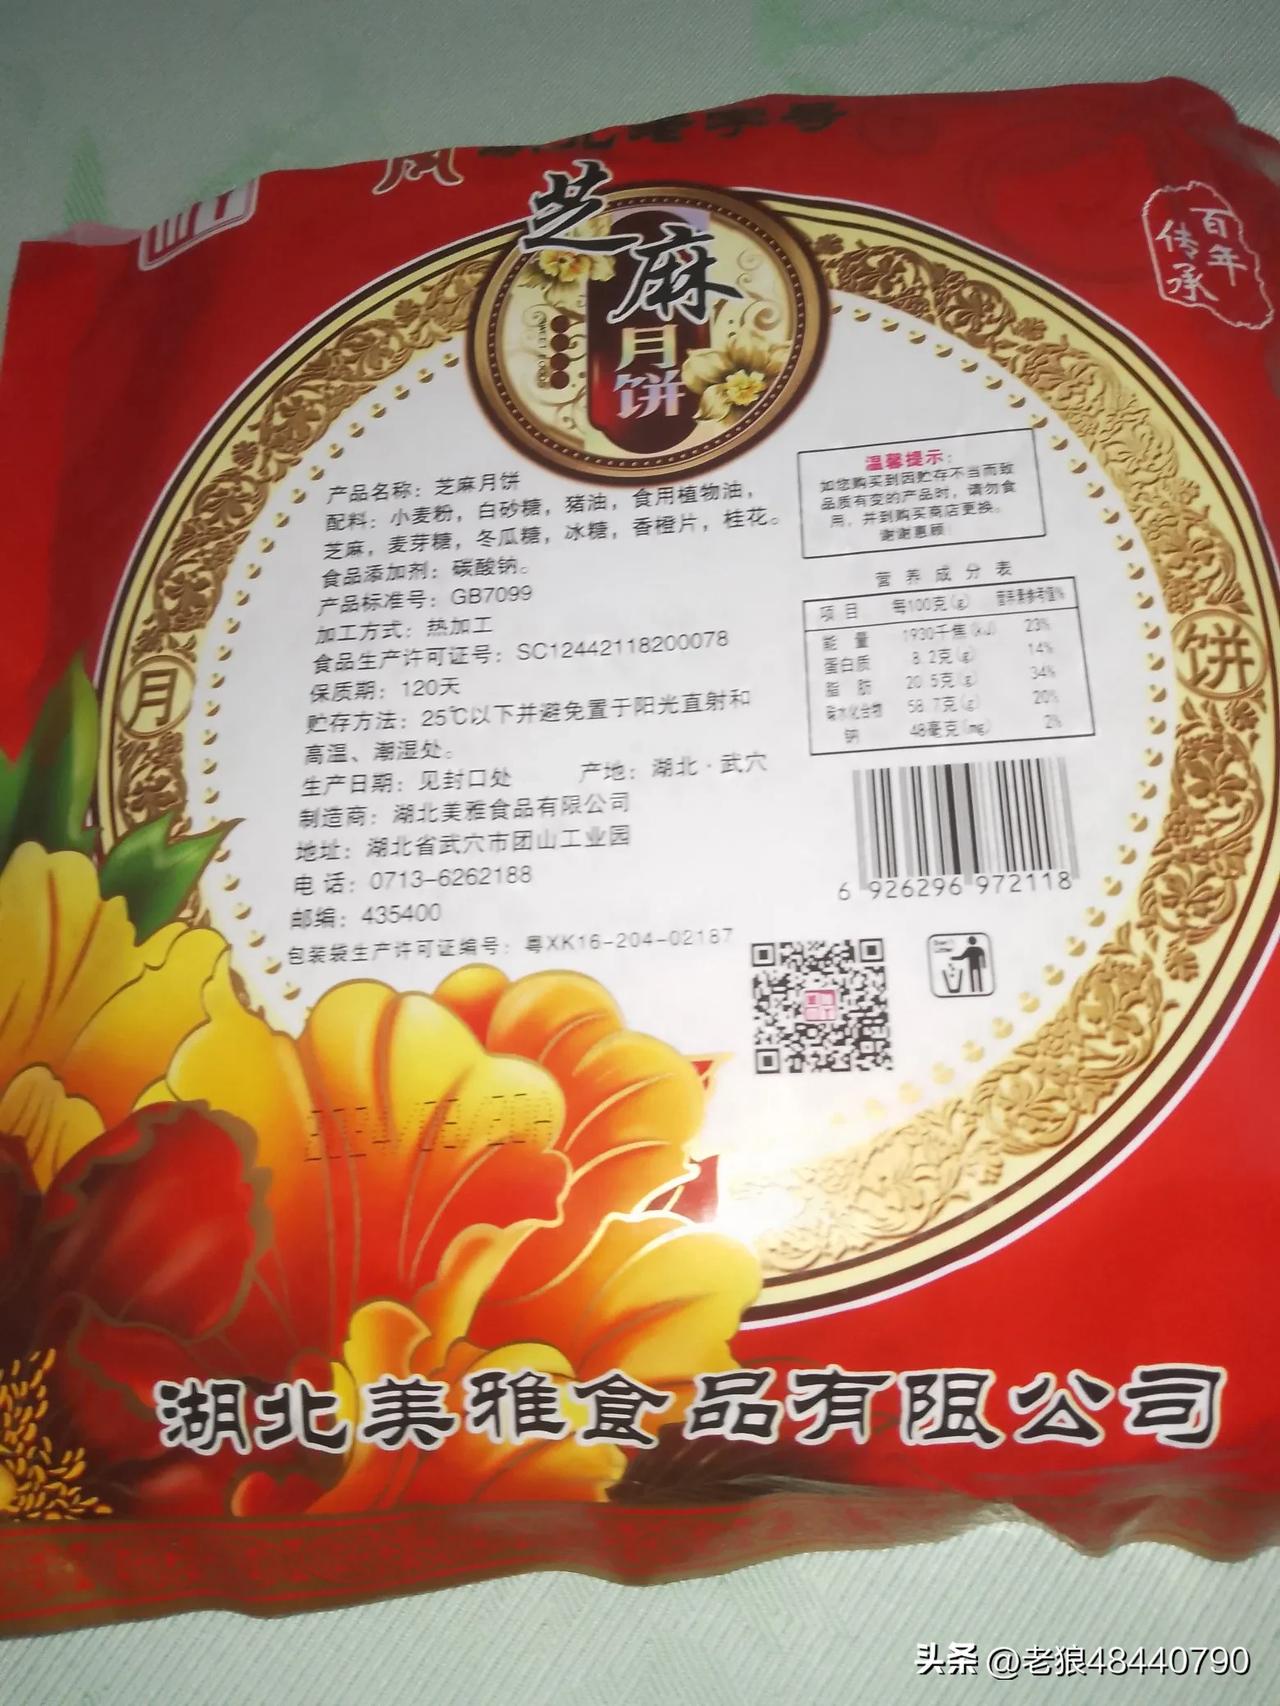 百年
传承
芝麻
月饼
SWEET FOOD
温馨提示:
如您购买到因贮存不当而致
品质有变的产品时，请勿食
用，并到购买商店更换。
谢谢惠顾
产品名称：芝麻月饼
配料：小麦粉，白砂糖，猪油，食用植物油，
芝麻，麦芽糖，冬瓜糖，冰糖，香橙片，桂花。
食品添加剂：碳酸钠。
产品标准号：GB7099
加工方式：热加工
食品生产许可证号：SC12442118200078
保质期：120天
贮存方法：25℃以下并避免置于阳光直射和
高温、潮湿处。
生产日期：见封口处 产地：湖北·武穴
制造商：湖北美雅食品有限公司
地址：湖北省武穴市团山工业园
电 话：0713-6262188
邮编：435400
包装袋生产许可证编号：粤XK16-204-02187
营 养 成 分 表
项 目 每100克(g) 营养素参考值%
能 量 1930千焦(kJ) 23%
蛋白质 8.2克(g) 14%
脂 肪 20.5克(g) 34%
碳水化合物 58.7克(g) 20%
钠 48毫克(mg) 2%
6 926296 972118
月
饼
湖北美雅食品有限公司
头条 @老狼48440790